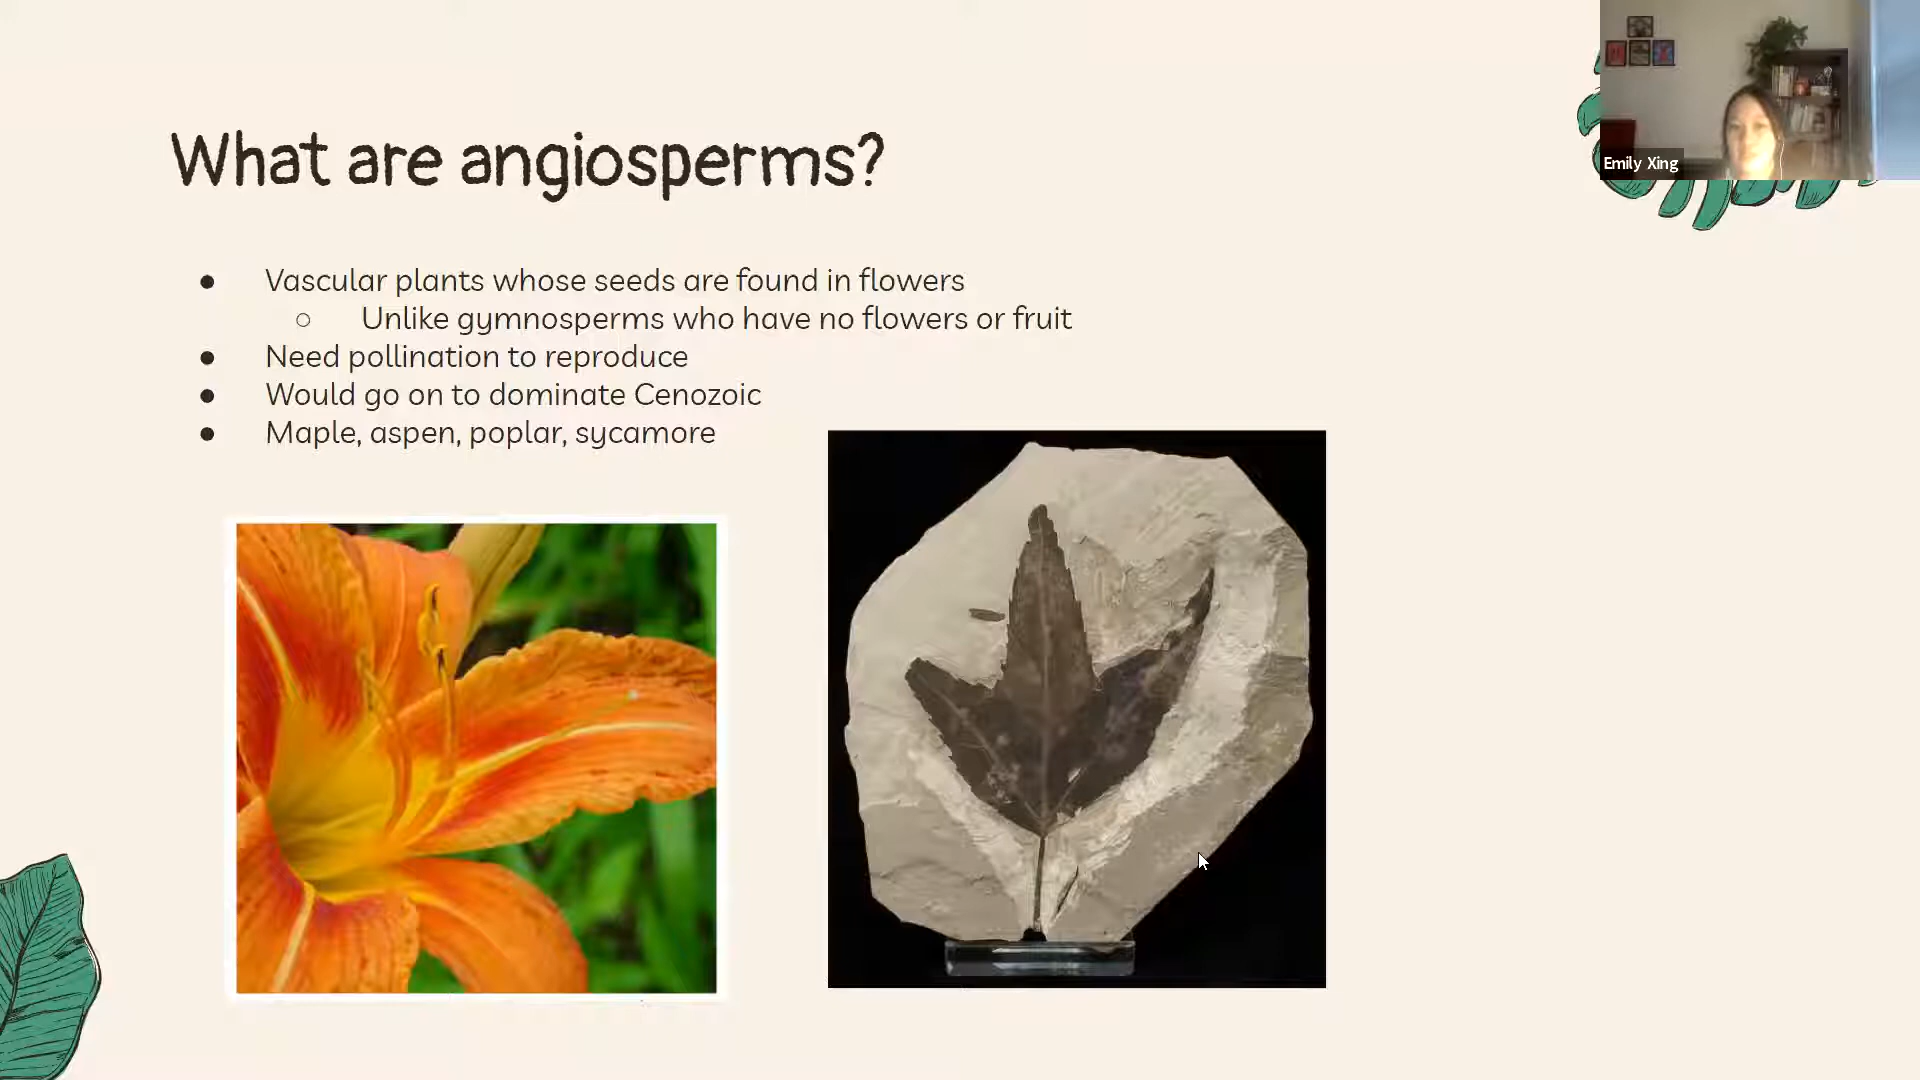 What are angiosperms?
● Vascular plants whose seeds are found in flowers
○ Unlike gymnosperms who have no flowers or fruit
● Need pollination to reproduce
● Would go on to dominate Cenozoic
● Maple, aspen, poplar, sycamore
Emily Xing